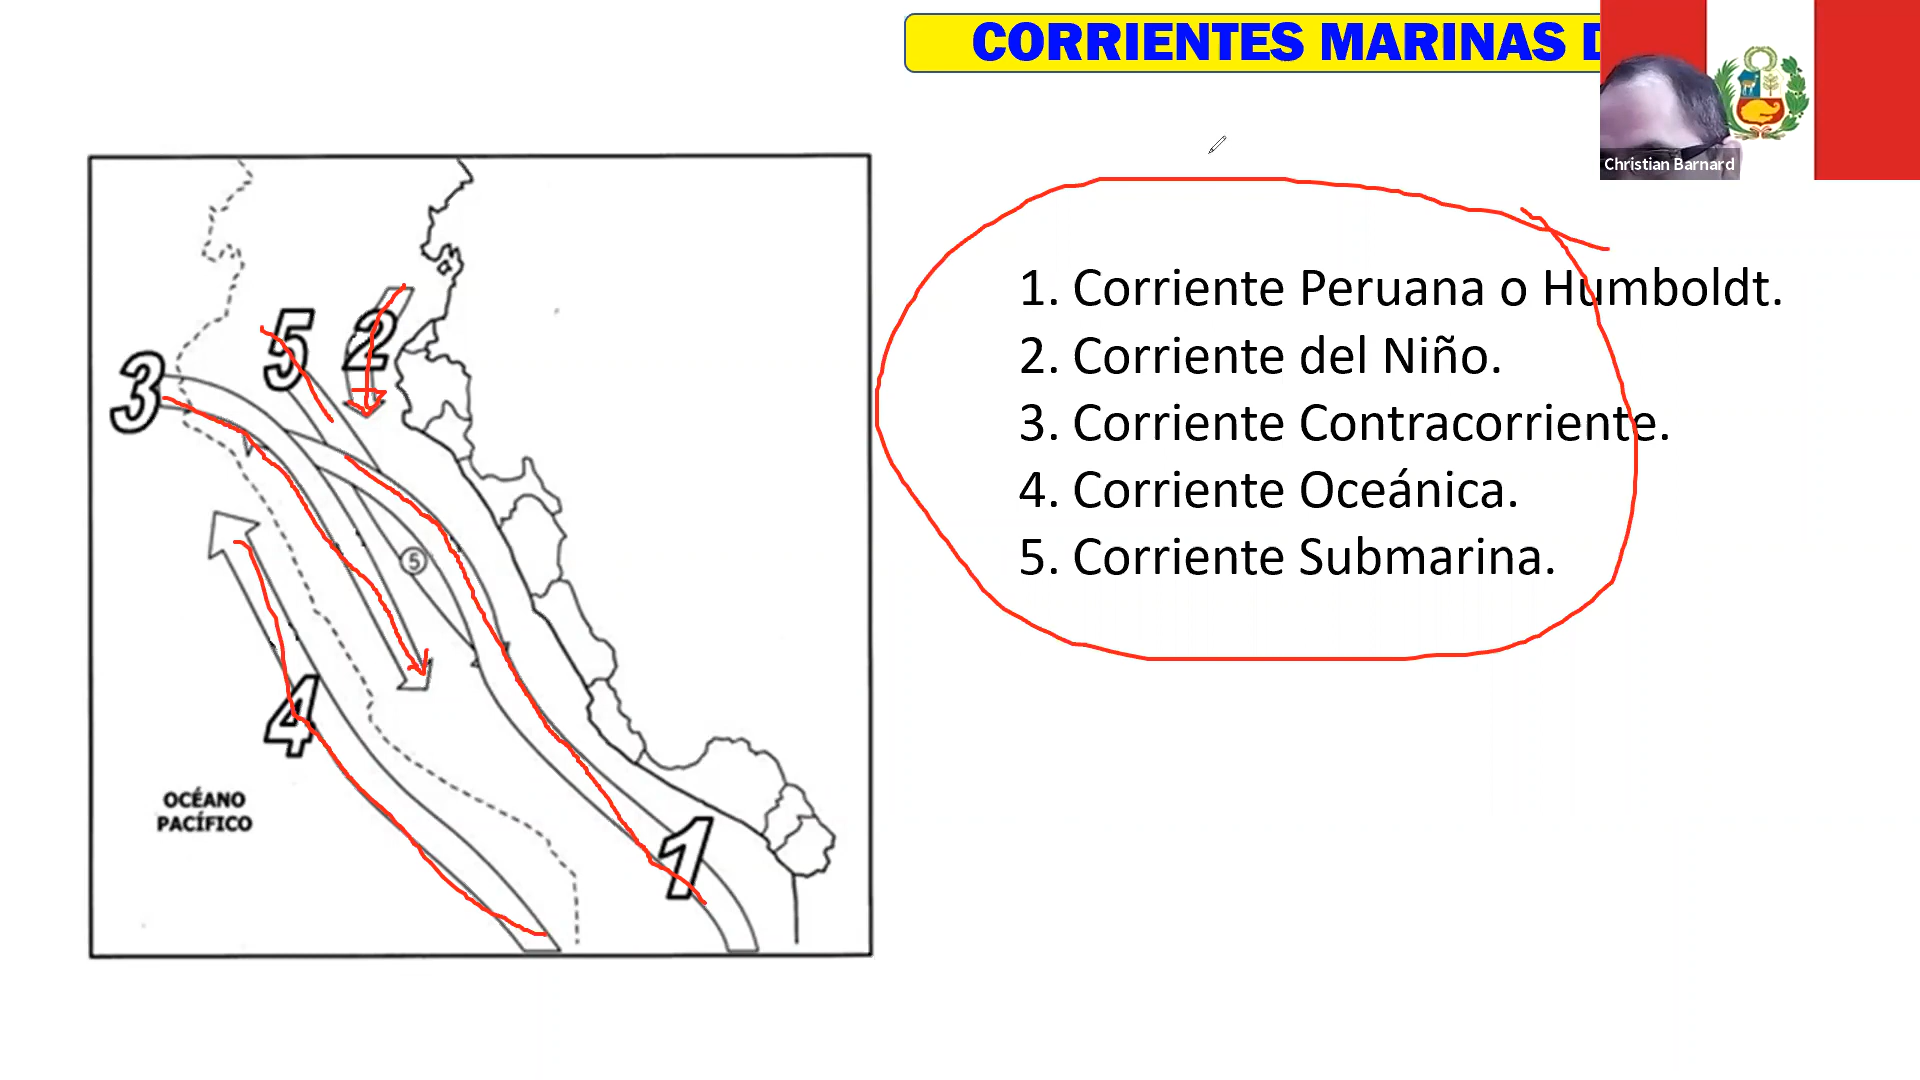 CORRIENTES MARINAS D
Christian Barnard
1. Corriente Peruana o Humboldt.
2. Corriente del Niño.
3. Corriente Contracorriente.
4. Corriente Oceánica.
5. Corriente Submarina.
5
2
3
5
4
OCÉANO
PACÍFICO
1